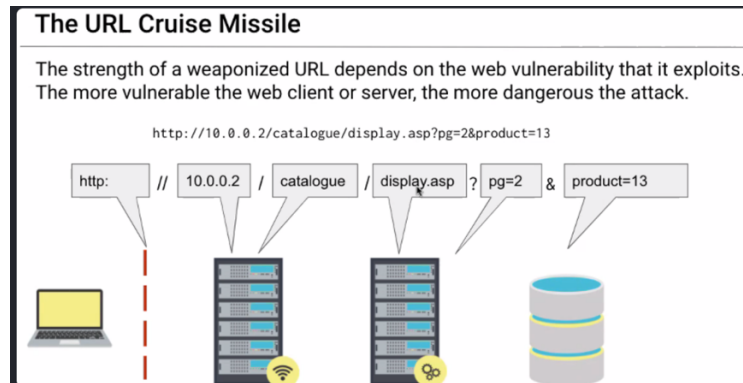 The URL Cruise Missile
The strength of a weaponized URL depends on the web vulnerability that it exploits.
The more vulnerable the web client or server, the more dangerous the attack.
http://10.0.0.2/catalogue/display.asp?pg=2&product=13
http: // 10.0.0.2 / catalogue / display.asp ? pg=2 & product=13